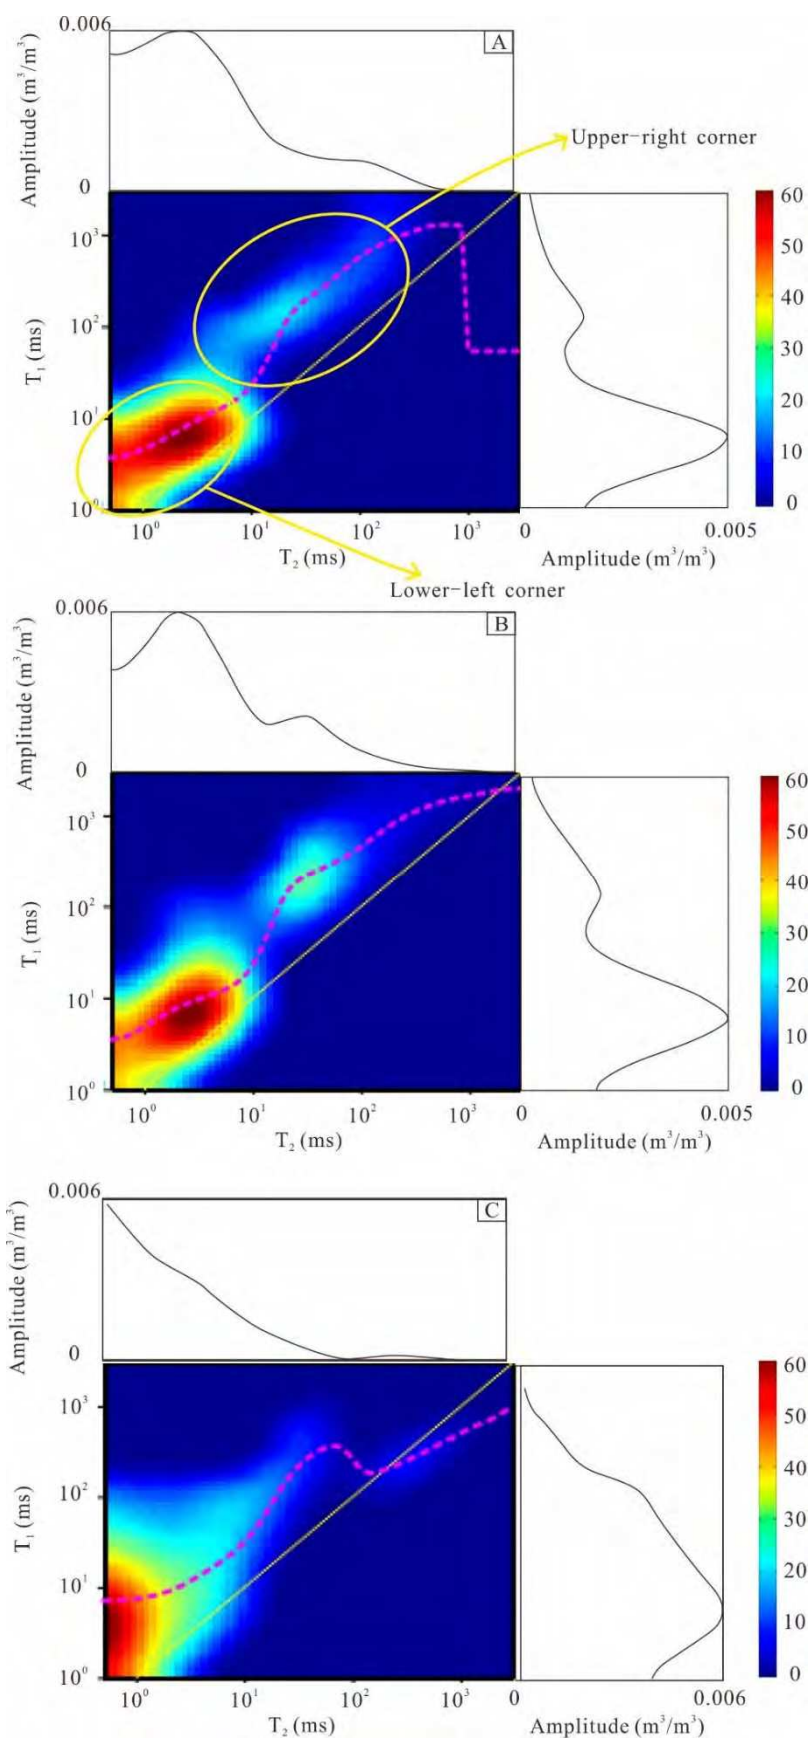 0.006
A
Amplitude (m³/m³)
0
Upper-right corner
10³
10²
10¹
10⁰
T₁ (ms)
60
50
40
30
20
10
0
10⁰ 10¹ 10² 10³
0.005
T₂ (ms)
Amplitude (m³/m³)
Lower-left corner
0.006
B
Amplitude (m³/m³)
0
10³
10²
10¹
10⁰
T₁ (ms)
60
50
40
30
20
10
0
10⁰ 10¹ 10² 10³ 0 0.005
T₂ (ms)
Amplitude (m³/m³)
0.006
C
Amplitude (m³/m³)
0
10³
10²
10¹
10⁰
T₁ (ms)
60
50
40
30
20
10
0
10⁰ 10¹ 10² 10³ 0 0.006
T₂ (ms)
Amplitude (m³/m³)